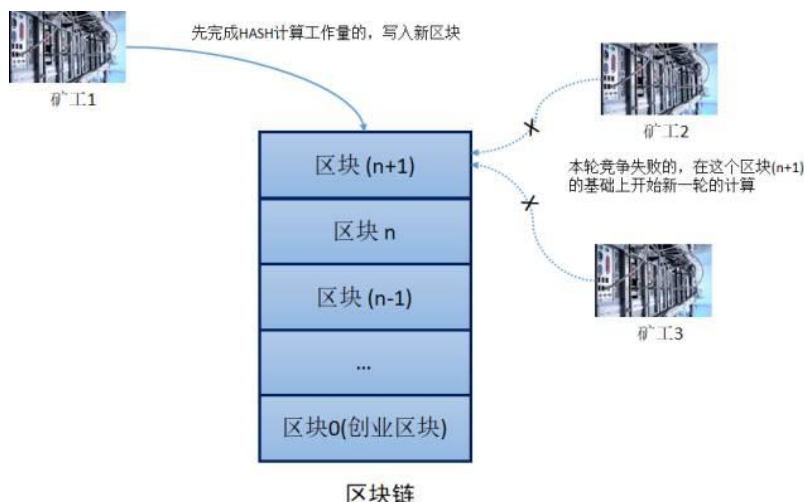 先完成HASH计算工作量的，写入新区块
矿工1
矿工2
区块 (n+1)
本轮竞争失败的，在这个区块(n+1)
的基础上开始新一轮的计算
区块 n
区块 (n-1)
矿工3
...
区块0(创业区块)
区块链